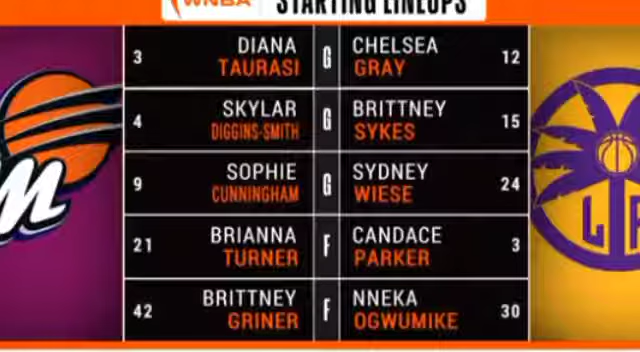 WNBA STARTING LINEUPS
3 DIANA TAURASI G CHELSEA GRAY 12
4 SKYLAR DIGGINS-SMITH G BRITTNEY SYKES 15
9 SOPHIE CUNNINGHAM G SYDNEY WIESE 24
21 BRIANNA TURNER F CANDACE PARKER 3
42 BRITTNEY GRINER F NNEKA OGWUMIKE 30